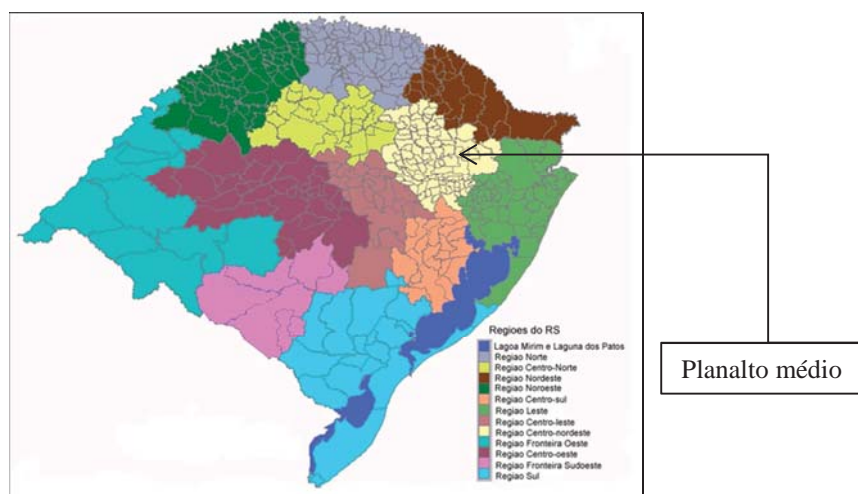 Regioes do RS
Lagoa Mirim e Laguna dos Patos
Regiao Norte
Regiao Centro-Norte
Regiao Nordeste
Regiao Noroeste
Regiao Centro-sul
Regiao Leste
Regiao Centro-leste
Regiao Centro-nordeste
Regiao Fronteira Oeste
Regiao Centro-oeste
Regiao Fronteira Sudoeste
Regiao Sul
Planalto médio